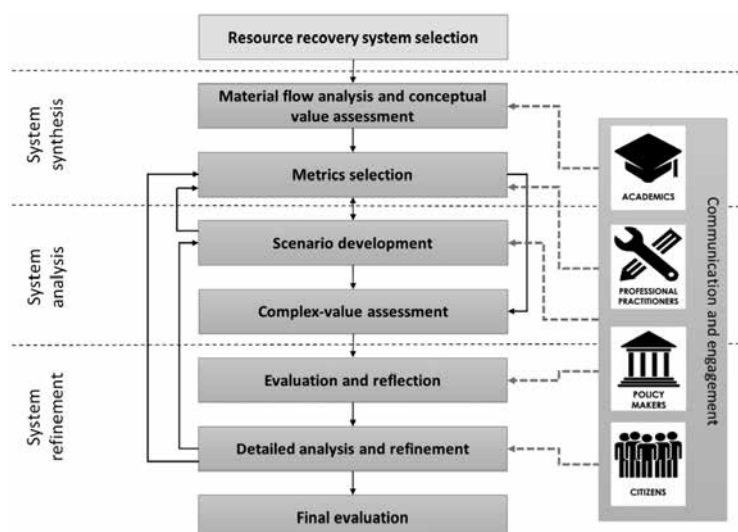 Resource recovery system selection
System
synthesis
Material flow analysis and conceptual
value assessment
Metrics selection
System
analysis
Scenario development
Complex-value assessment
System
refinement
Evaluation and reflection
Detailed analysis and refinement
Final evaluation
ACADEMICS
PROFESSIONAL
PRACTITIONERS
POLICY
MAKERS
CITIZENS
Communication and engagement